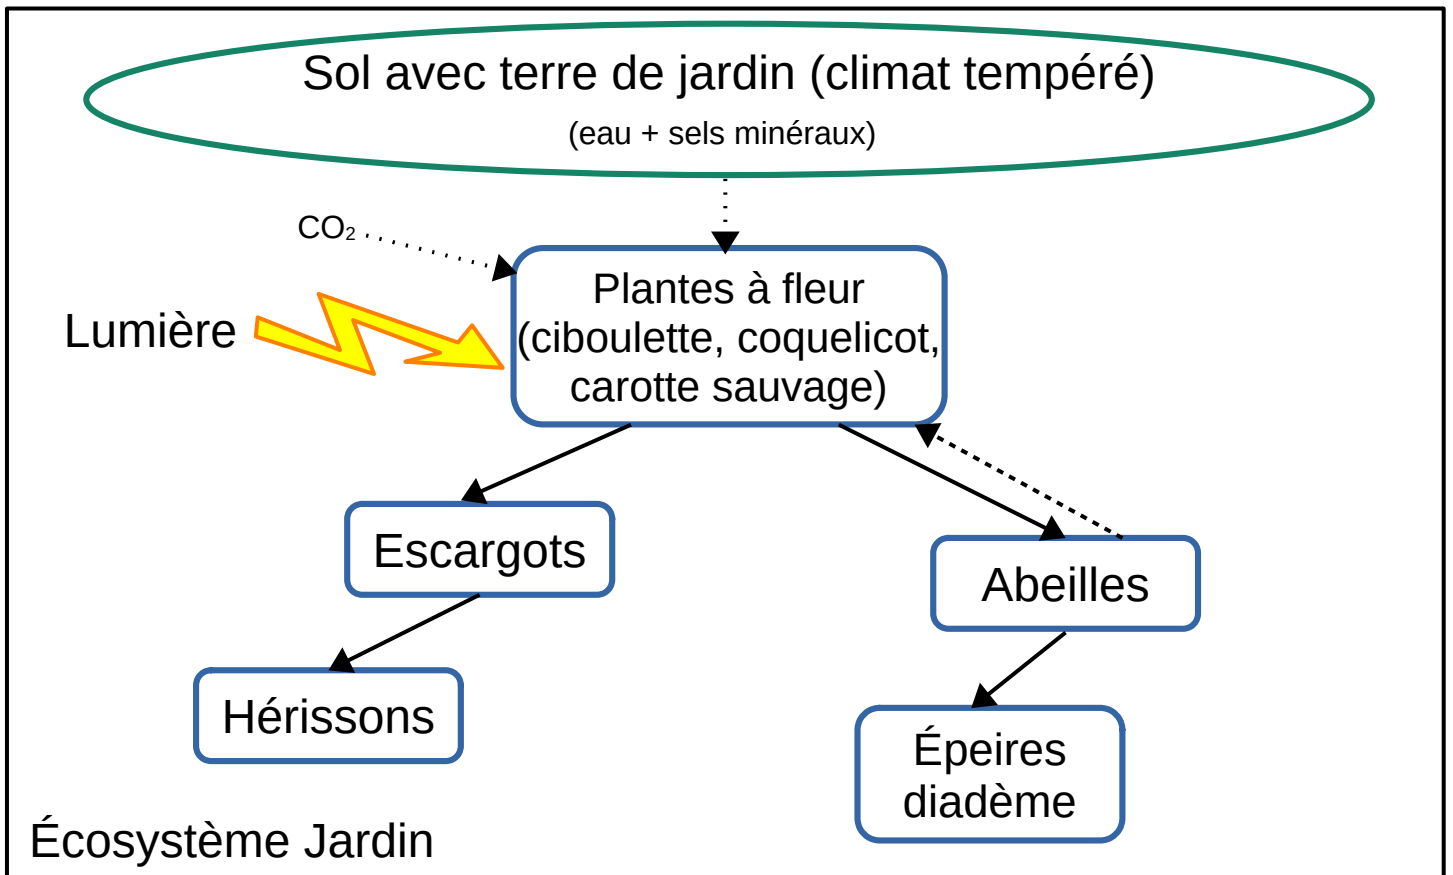 Sol avec terre de jardin (climat tempéré)
(eau + sels minéraux)
CO₂
Lumière
Plantes à fleur
(ciboulette, coquelicot,
carotte sauvage)
Escargots
Abeilles
Hérissons
Épeires
diadème
Écosystème Jardin